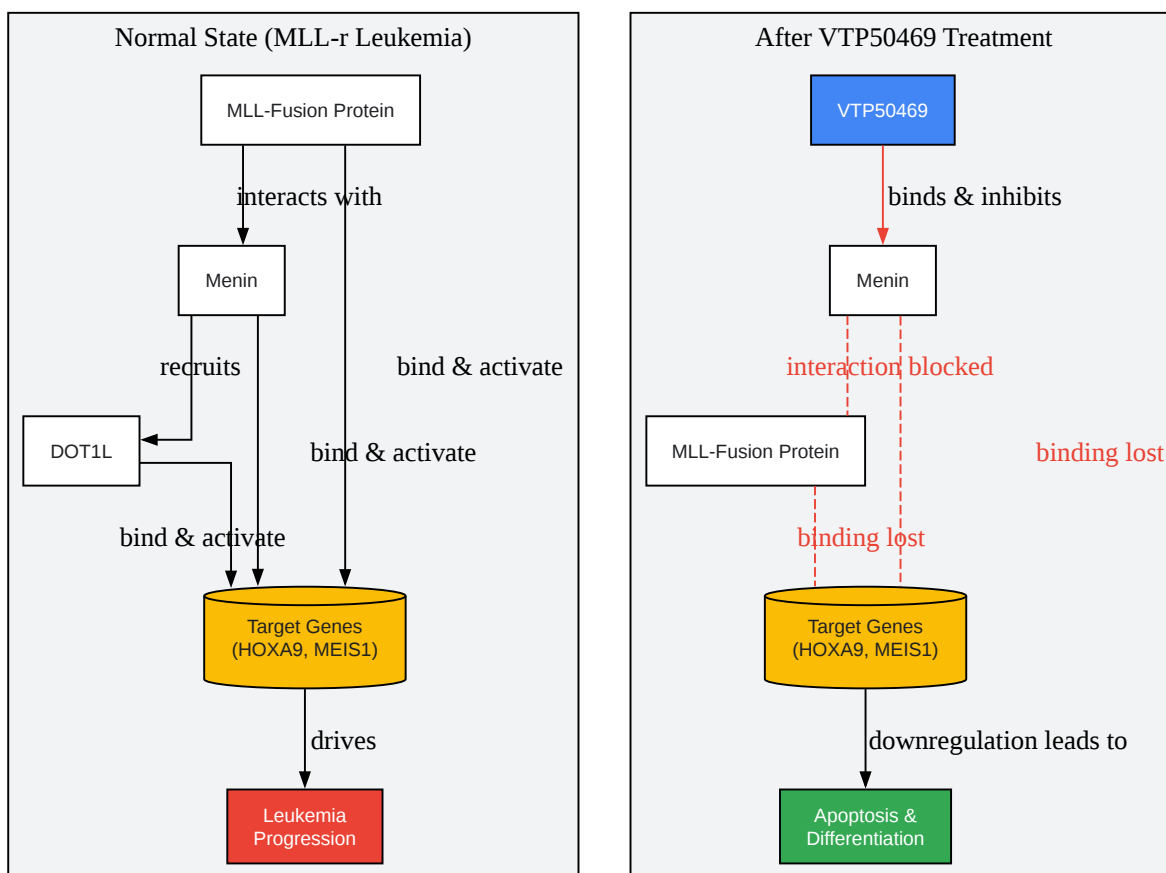 Normal State (MLL-r Leukemia)
MLL-Fusion Protein
interacts with
Menin
recruits
bind & activate
DOT1L
bind & activate
bind & activate
Target Genes
(HOXA9, MEIS1)
drives
Leukemia
Progression
After VTP50469 Treatment
VTP50469
binds & inhibits
Menin
interaction blocked
MLL-Fusion Protein
binding lost
binding lost
Target Genes
(HOXA9, MEIS1)
downregulation leads to
Apoptosis &
Differentiation